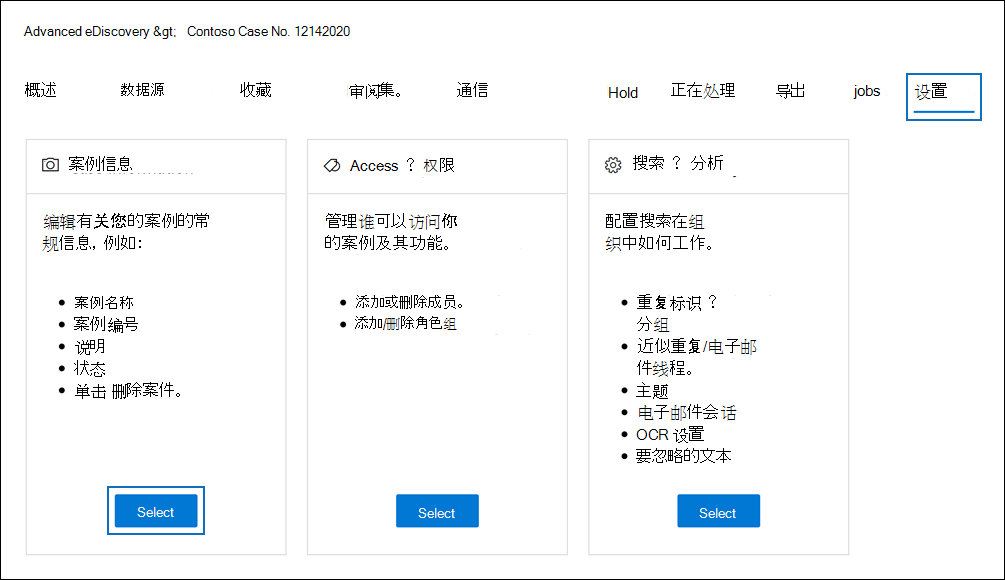 Advanced eDiscovery &gt; Contoso Case No. 12142020
概述 数据源 收藏 审阅集。 通信 Hold 正在处理 导出 jobs 设置
案例信息
编辑有关您的案例的常
规信息, 例如:
案例名称
案例编号
说明
状态
单击 删除案件。
Select
Access ? 权限
管理谁可以访问你
的案例及其功能。
添加或删除成员。
添加/删除角色组
Select
搜索 ? 分析
配置搜索在组
织中如何工作。
重复标识 ?
分组
近似重复/电子邮
件线程。
主题
电子邮件会话
OCR 设置
要忽略的文本
Select